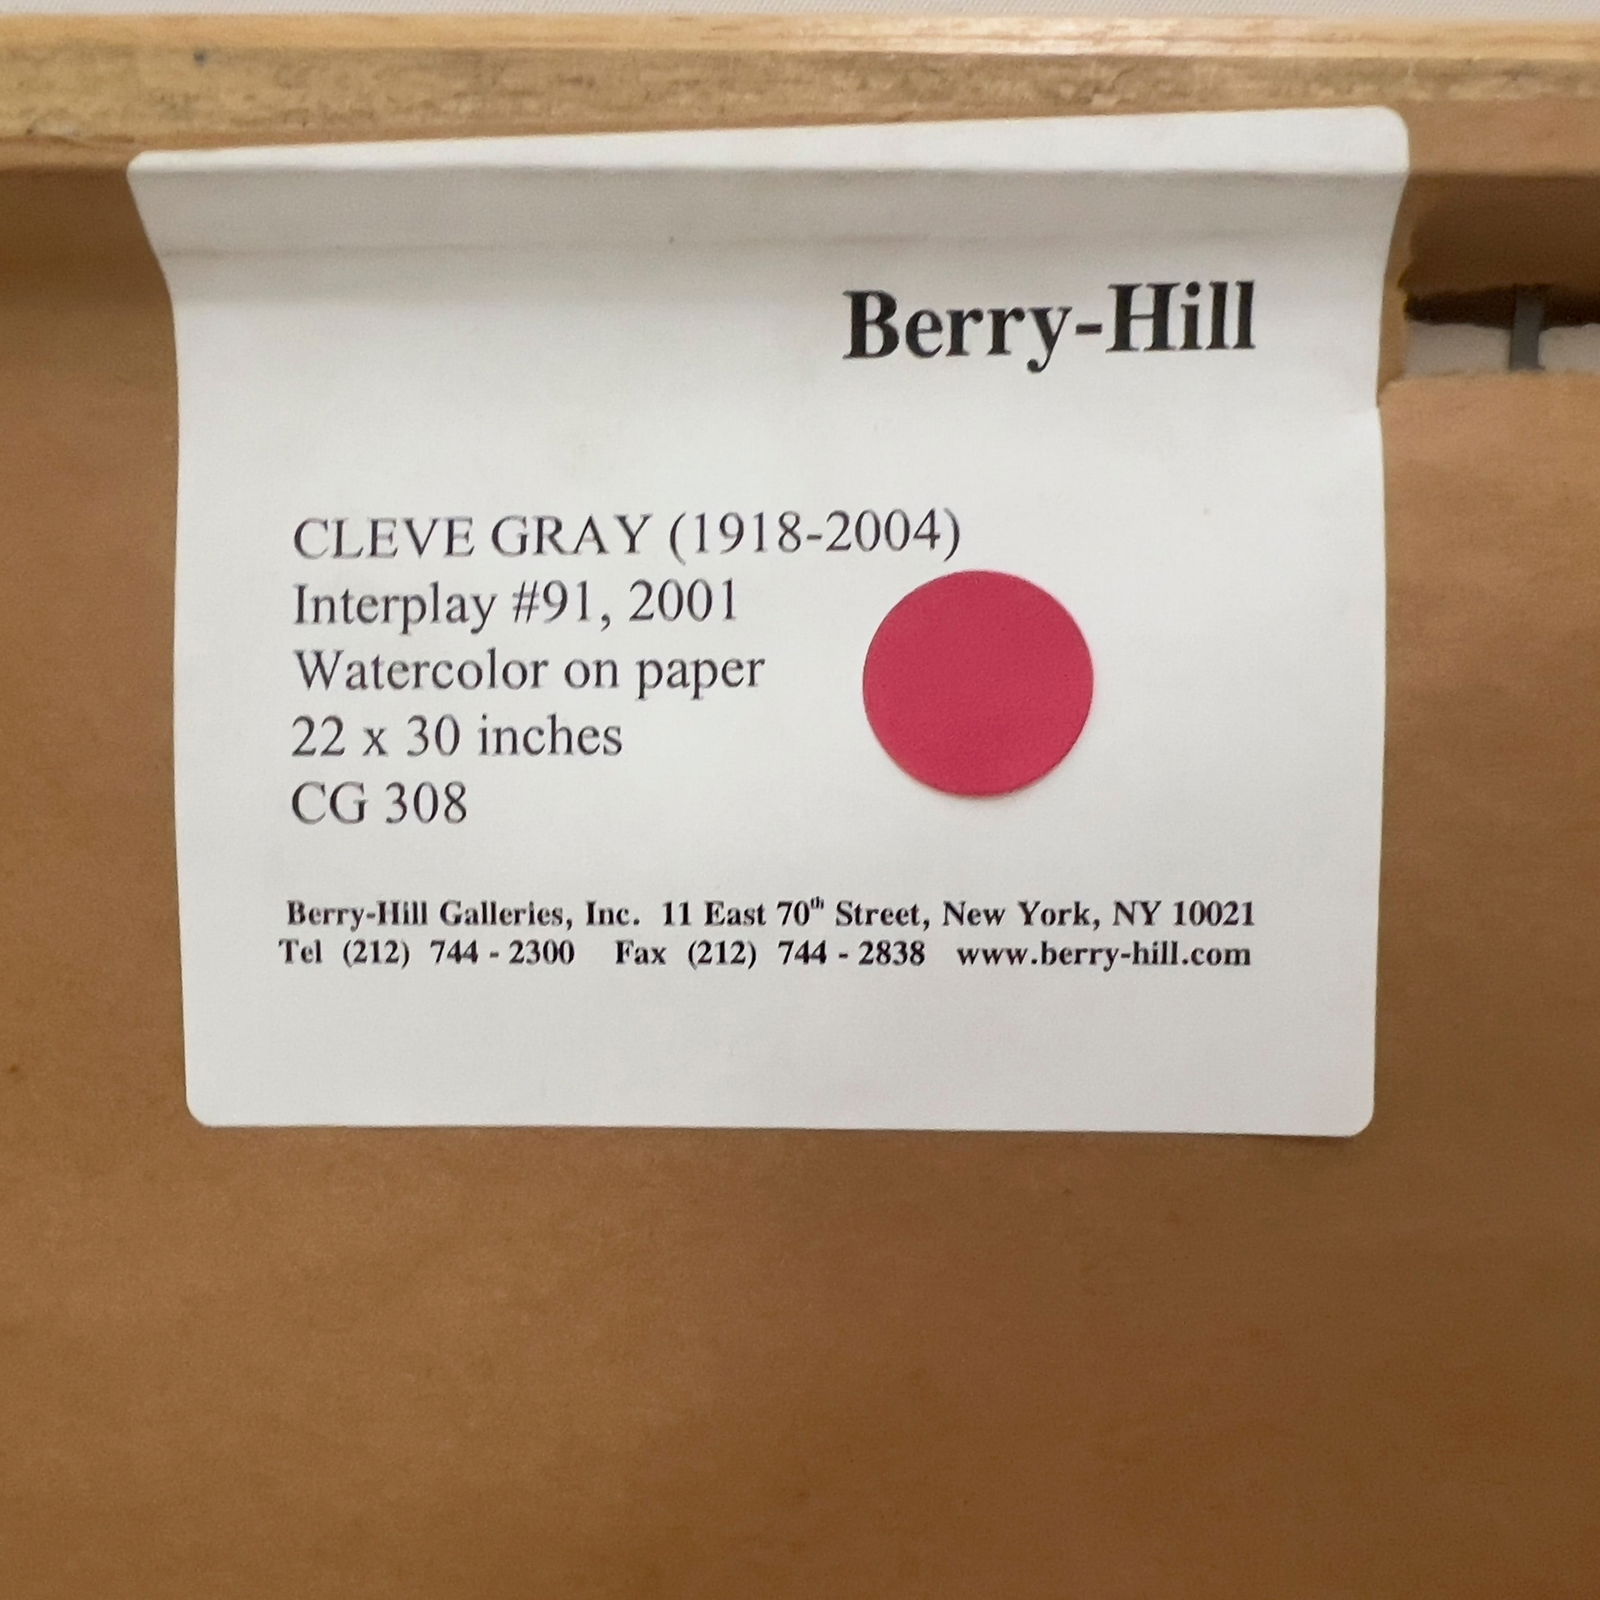 Berry-Hill
CLEVE GRAY (1918-2004)
Interplay #91, 2001
Watercolor on paper
22 x 30 inches
CG 308
Berry-Hill Galleries, Inc. 11 East 70th Street, New York, NY 10021
Tel (212) 744 - 2300 Fax (212) 744 - 2838 www.berry-hill.com